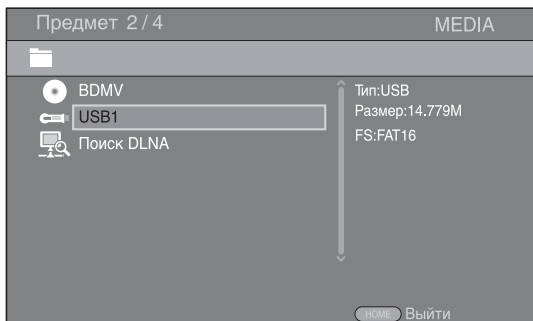 Предмет 2/4 MEDIA
BDMV
USB1
Поиск DLNA
Тип:USB
Размер:14.779M
FS:FAT16
HOME Выйти